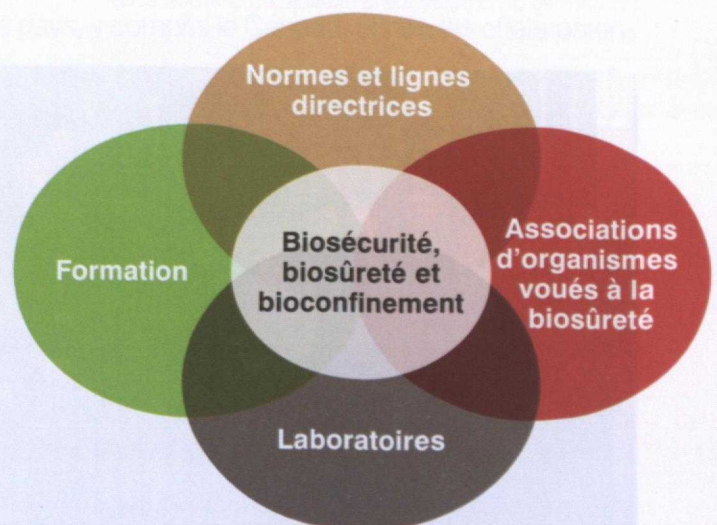 Normes et lignes
directrices
Formation
Biosécurité,
biosûreté et
bioconfinement
Associations
d'organismes
voués à la
biosûreté
Laboratoires